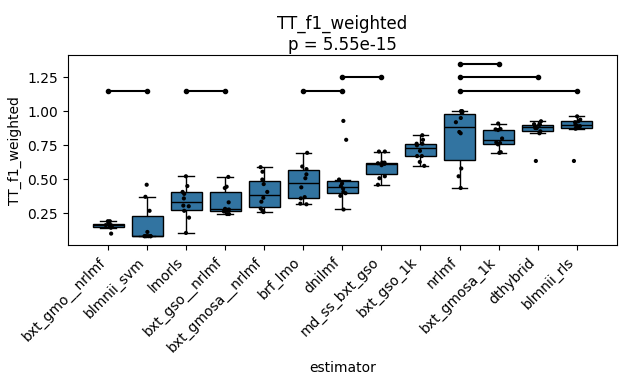 TT_f1_weighted
p = 5.55e-15
TT_f1_weighted
1.25
1.00
0.75
0.50
0.25
bxt_gmo__nrlmf
blmnii_svm
lmorls
bxt_gso__nrlmf
bxt_gmosa__nrlmf
brf_lmo
dnilmf
md_ss_bxt_gso
bxt_gso_1k
nrlmf
bxt_gmosa_1k
dthybrid
blmnii_rls
estimator